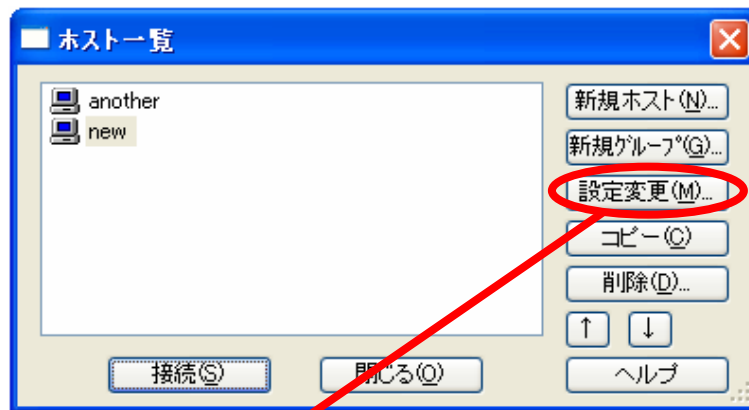 ホスト一覧
another
new
新規ホスト(N)...
新規グループ(G)...
設定変更(M)...
コピー(C)
削除(D)...
↑ ↓
接続(S)
閉じる(O)
ヘルプ